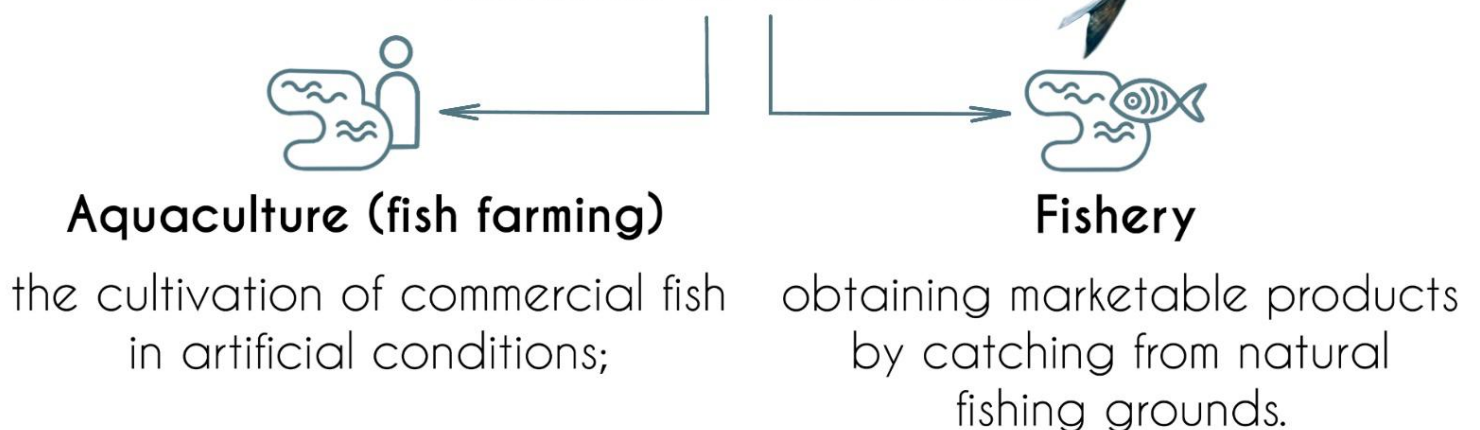 Aquaculture (fish farming)
the cultivation of commercial fish
in artificial conditions;
Fishery
obtaining marketable products
by catching from natural
fishing grounds.